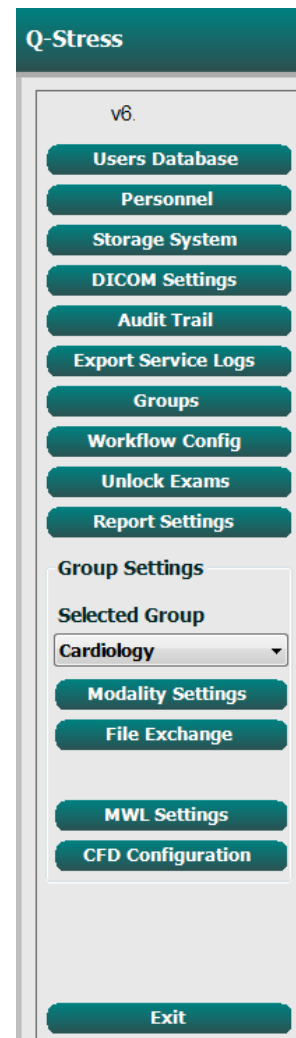 Q-Stress
v6.
Users Database
Personnel
Storage System
DICOM Settings
Audit Trail
Export Service Logs
Groups
Workflow Config
Unlock Exams
Report Settings
Group Settings
Selected Group
Cardiology
Modality Settings
File Exchange
MWL Settings
CFD Configuration
Exit